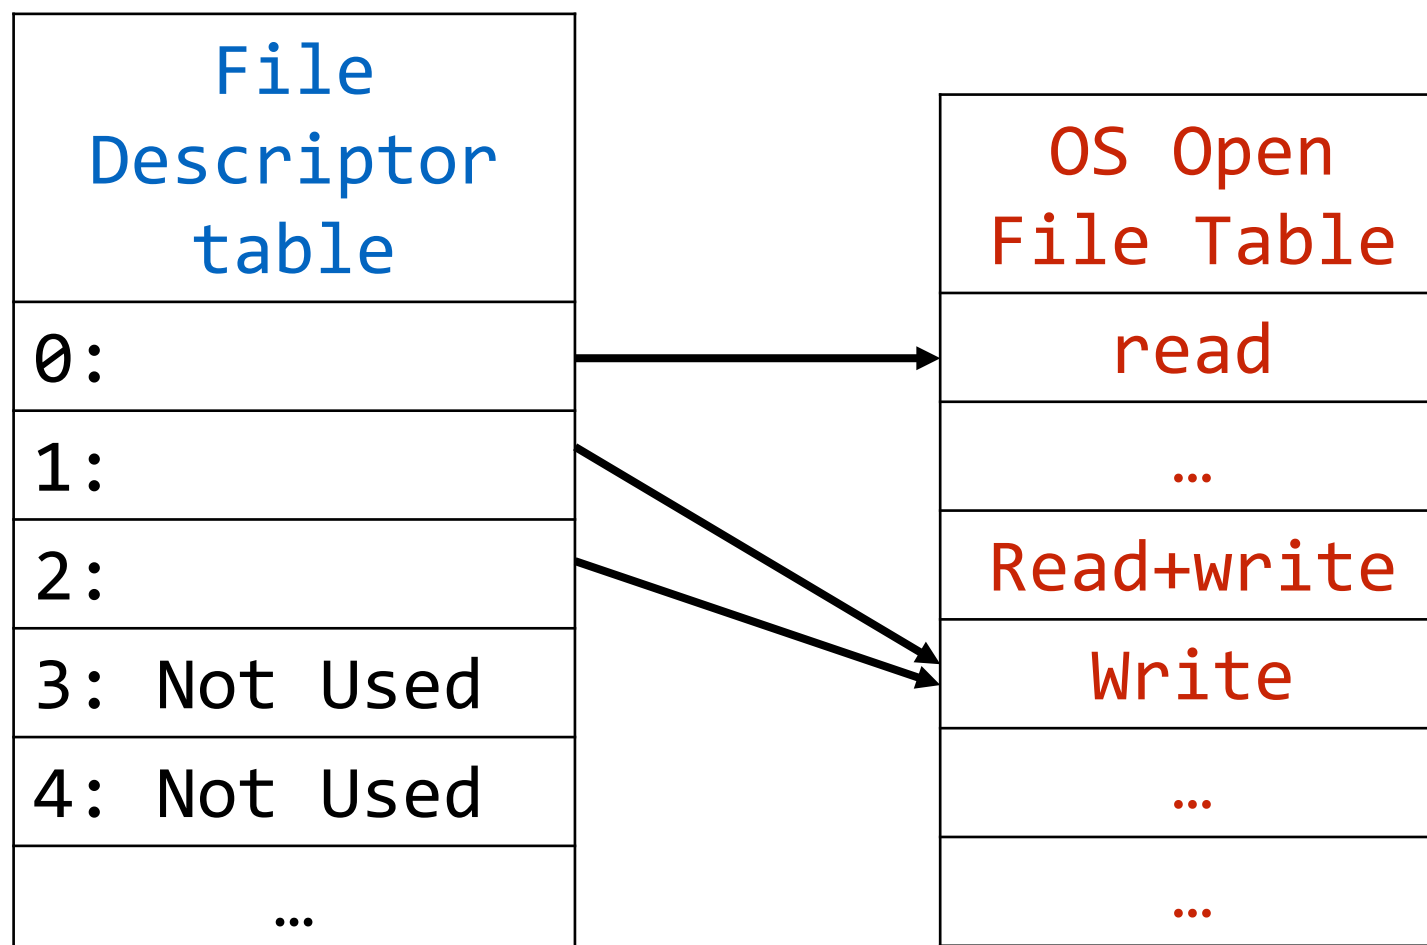 File
Descriptor
table
0:
1:
2:
3: Not Used
4: Not Used
…
OS Open
File Table
read
…
Read+write
Write
…
…